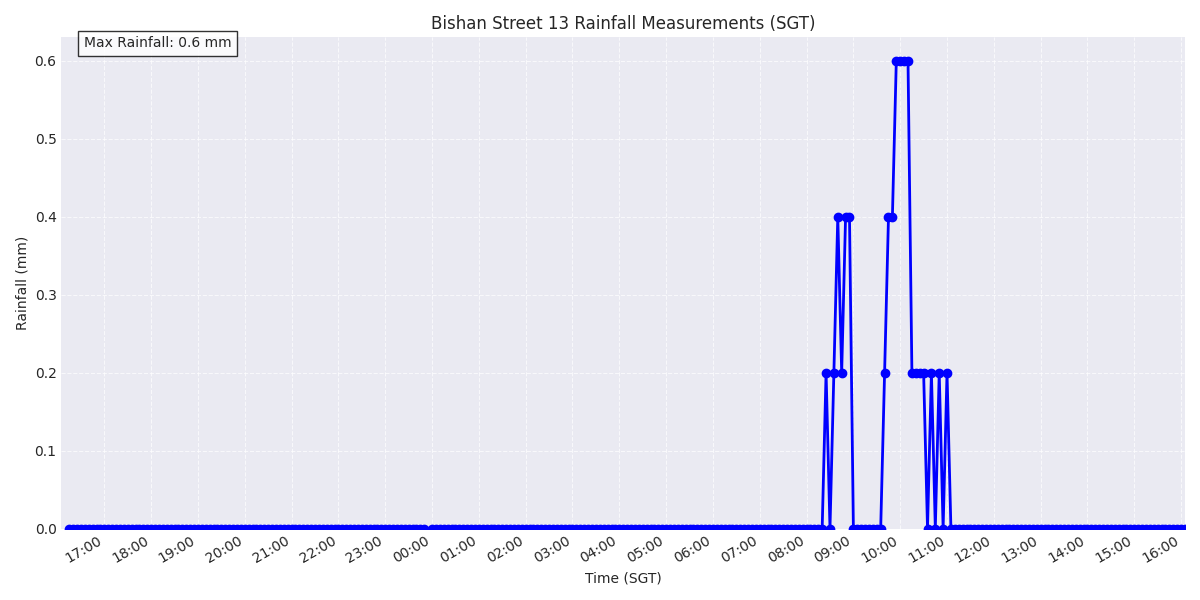 Bishan Street 13 Rainfall Measurements (SGT)
Max Rainfall: 0.6 mm
0.6
0.5
0.4
0.3
0.2
0.1
0.0
Rainfall (mm)
17:00 18:00 19:00 20:00 21:00 22:00 23:00 00:00 01:00 02:00 03:00 04:00 05:00 06:00 07:00 08:00 09:00 10:00 11:00 12:00 13:00 14:00 15:00 16:00
Time (SGT)